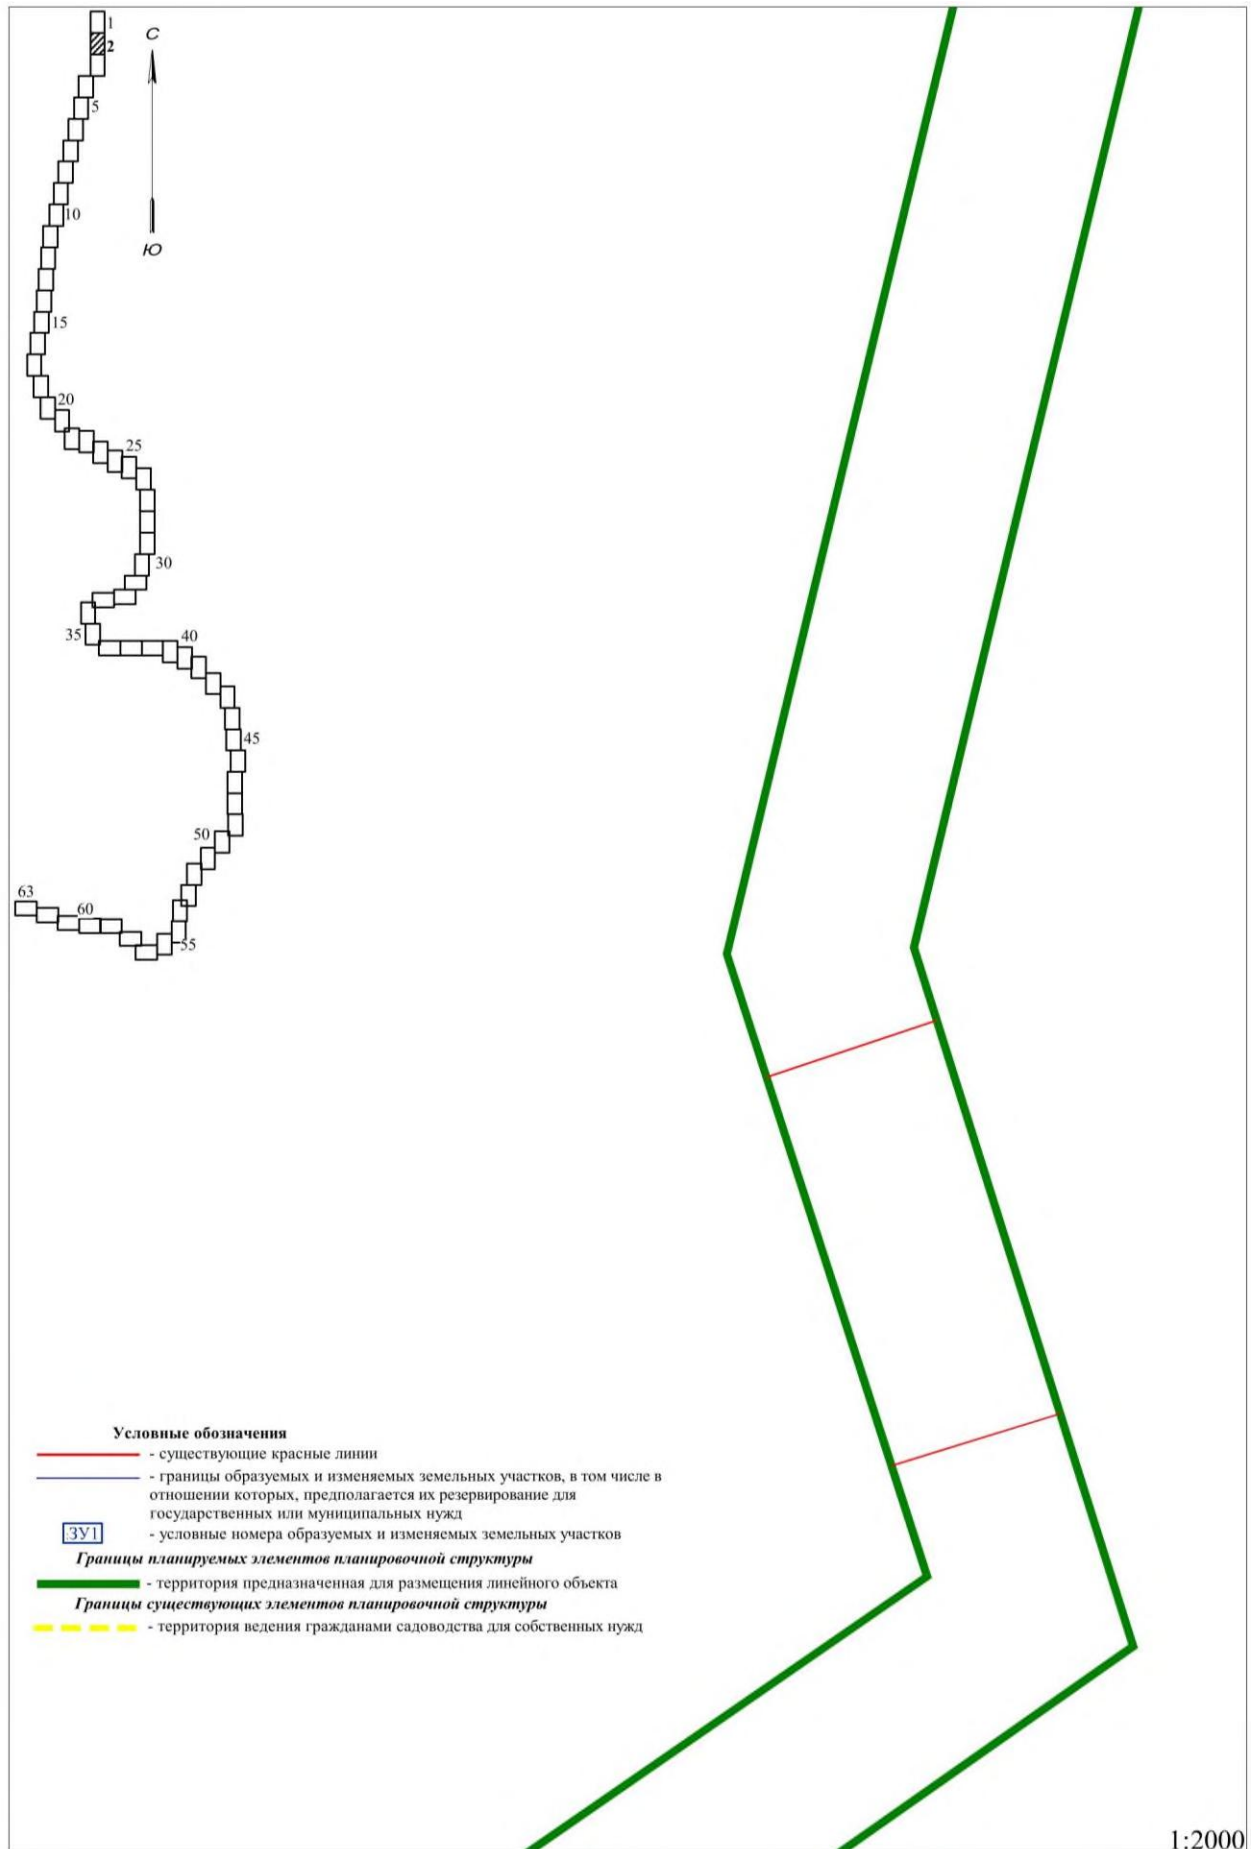 1
2
С
5
10
Ю
15
20
25
30
35
40
45
50
63
60
55
Условные обозначения
- существующие красные линии
- границы образуемых и изменяемых земельных участков, в том числе в
отношении которых, предполагается их резервирование для
государственных или муниципальных нужд
:ЗУ1 - условные номера образуемых и изменяемых земельных участков
Границы планируемых элементов планировочной структуры
- территория предназначенная для размещения линейного объекта
Границы существующих элементов планировочной структуры
- территория ведения гражданами садоводства для собственных нужд
1:2000